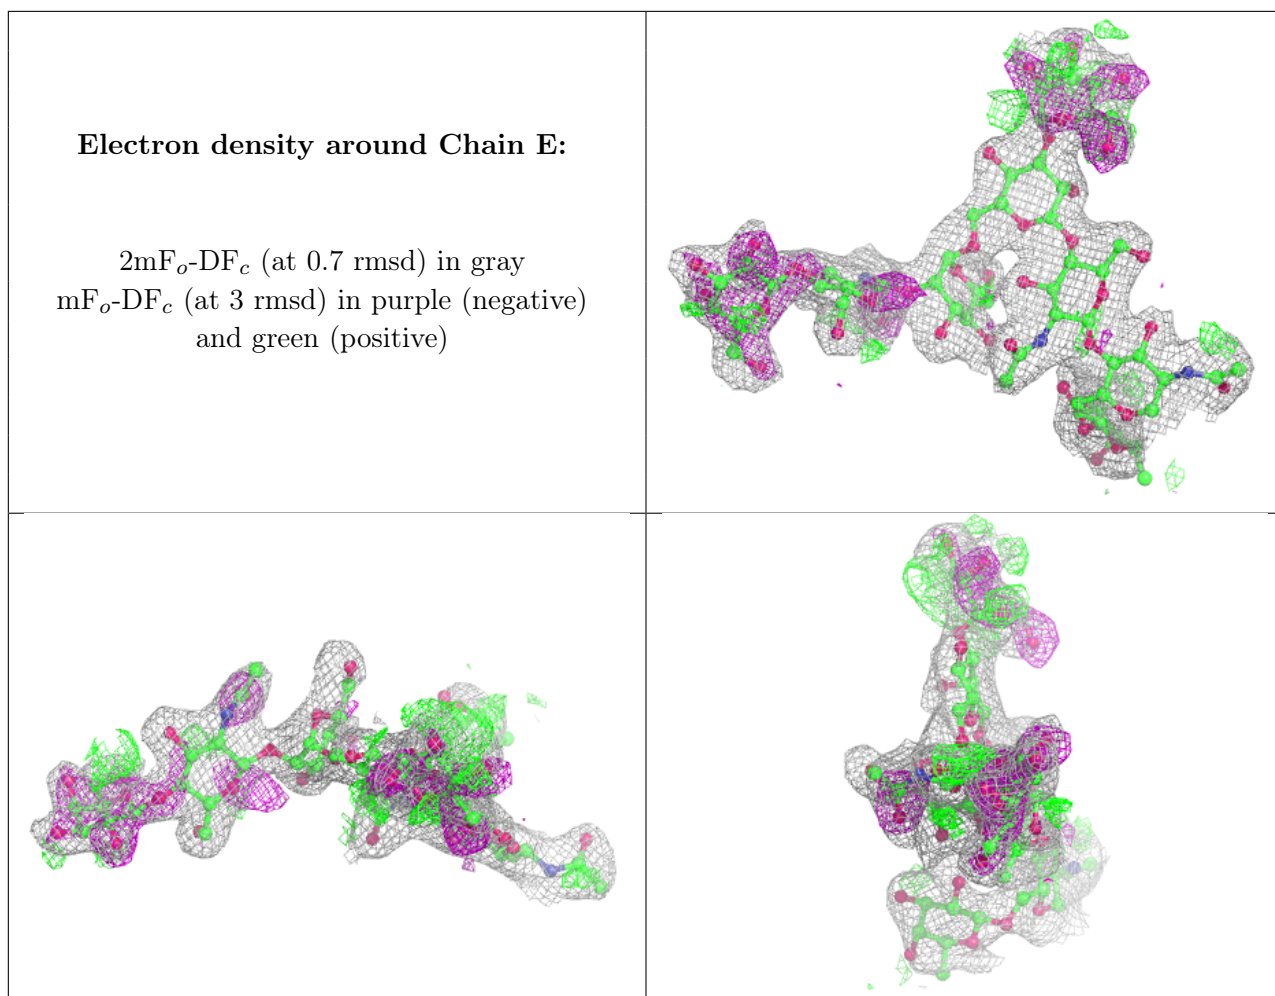 Electron density around Chain E:
2mF𝑜-DF𝑐 (at 0.7 rmsd) in gray
mF𝑜-DF𝑐 (at 3 rmsd) in purple (negative)
and green (positive)